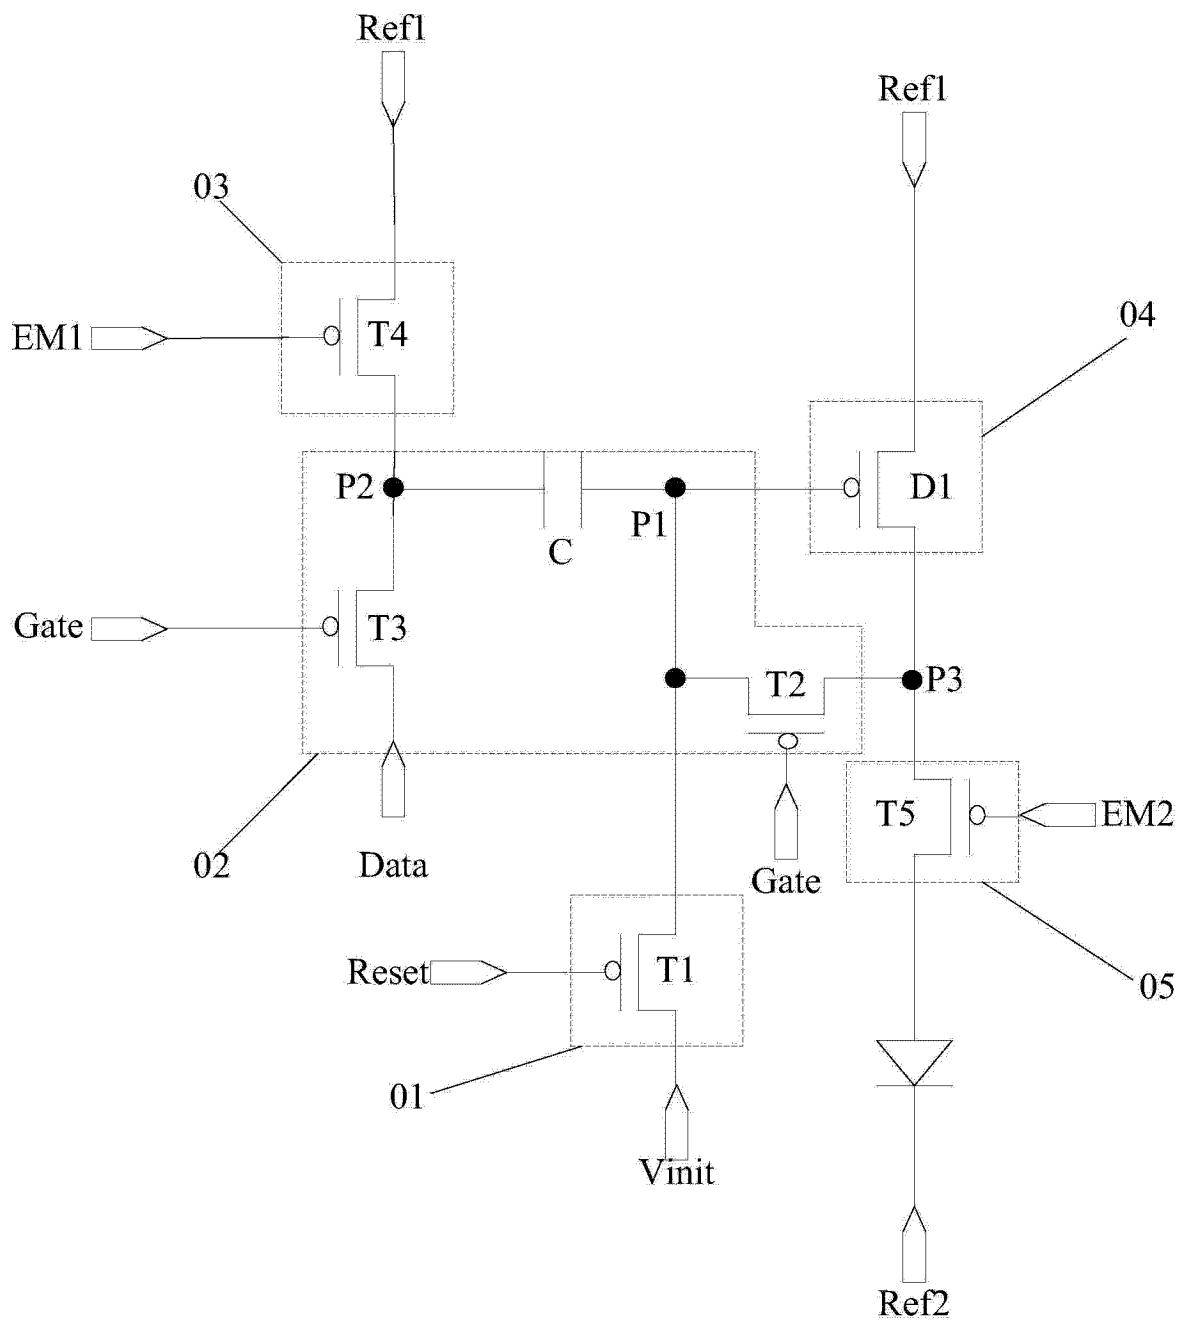 Ref1
Ref1
03
EM1
T4
04
P2
P1
D1
C
Gate
T3
T2
P3
T5
EM2
02
Data
Gate
Reset
T1
05
01
Vinit
Ref2